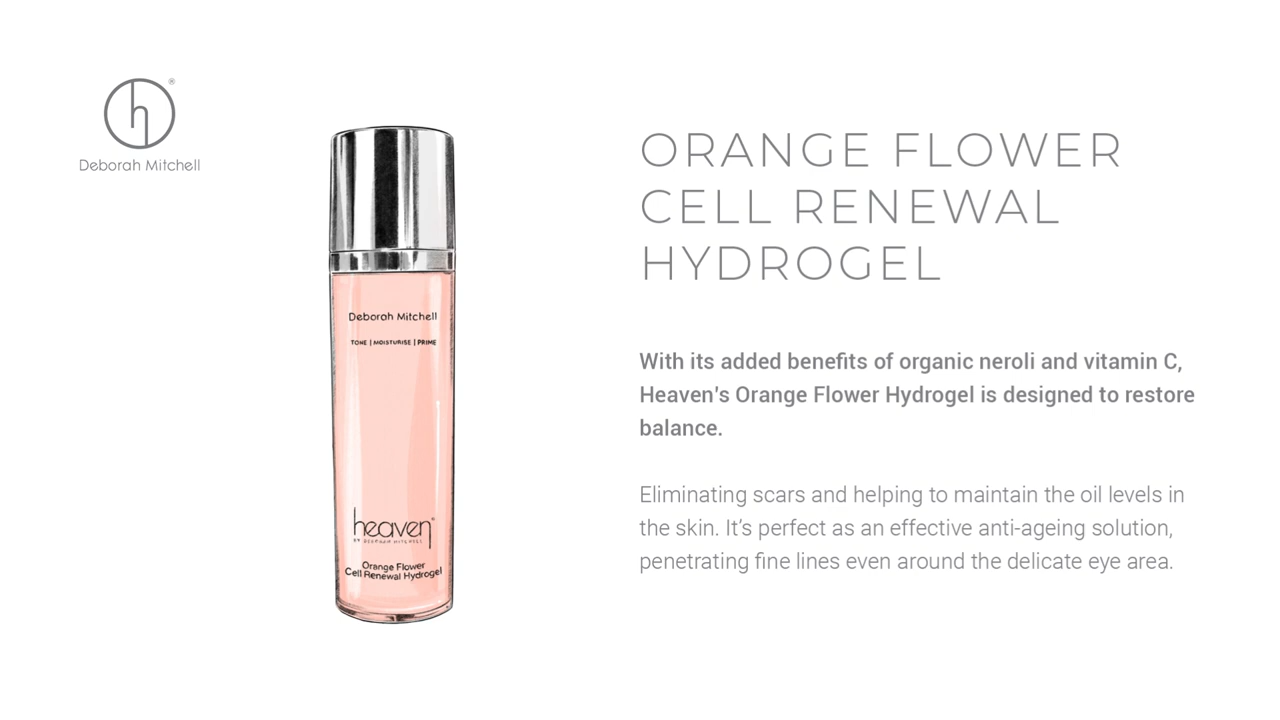 h®
Deborah Mitchell
Deborah Mitchell
TONE | MOISTURISE | PRIME
heaven®
BY DEBORAH MITCHELL
Orange Flower
Cell Renewal Hydrogel
ORANGE FLOWER
CELL RENEWAL
HYDROGEL
With its added benefits of organic neroli and vitamin C,
Heaven's Orange Flower Hydrogel is designed to restore
balance.
Eliminating scars and helping to maintain the oil levels in
the skin. It’s perfect as an effective anti-ageing solution,
penetrating fine lines even around the delicate eye area.